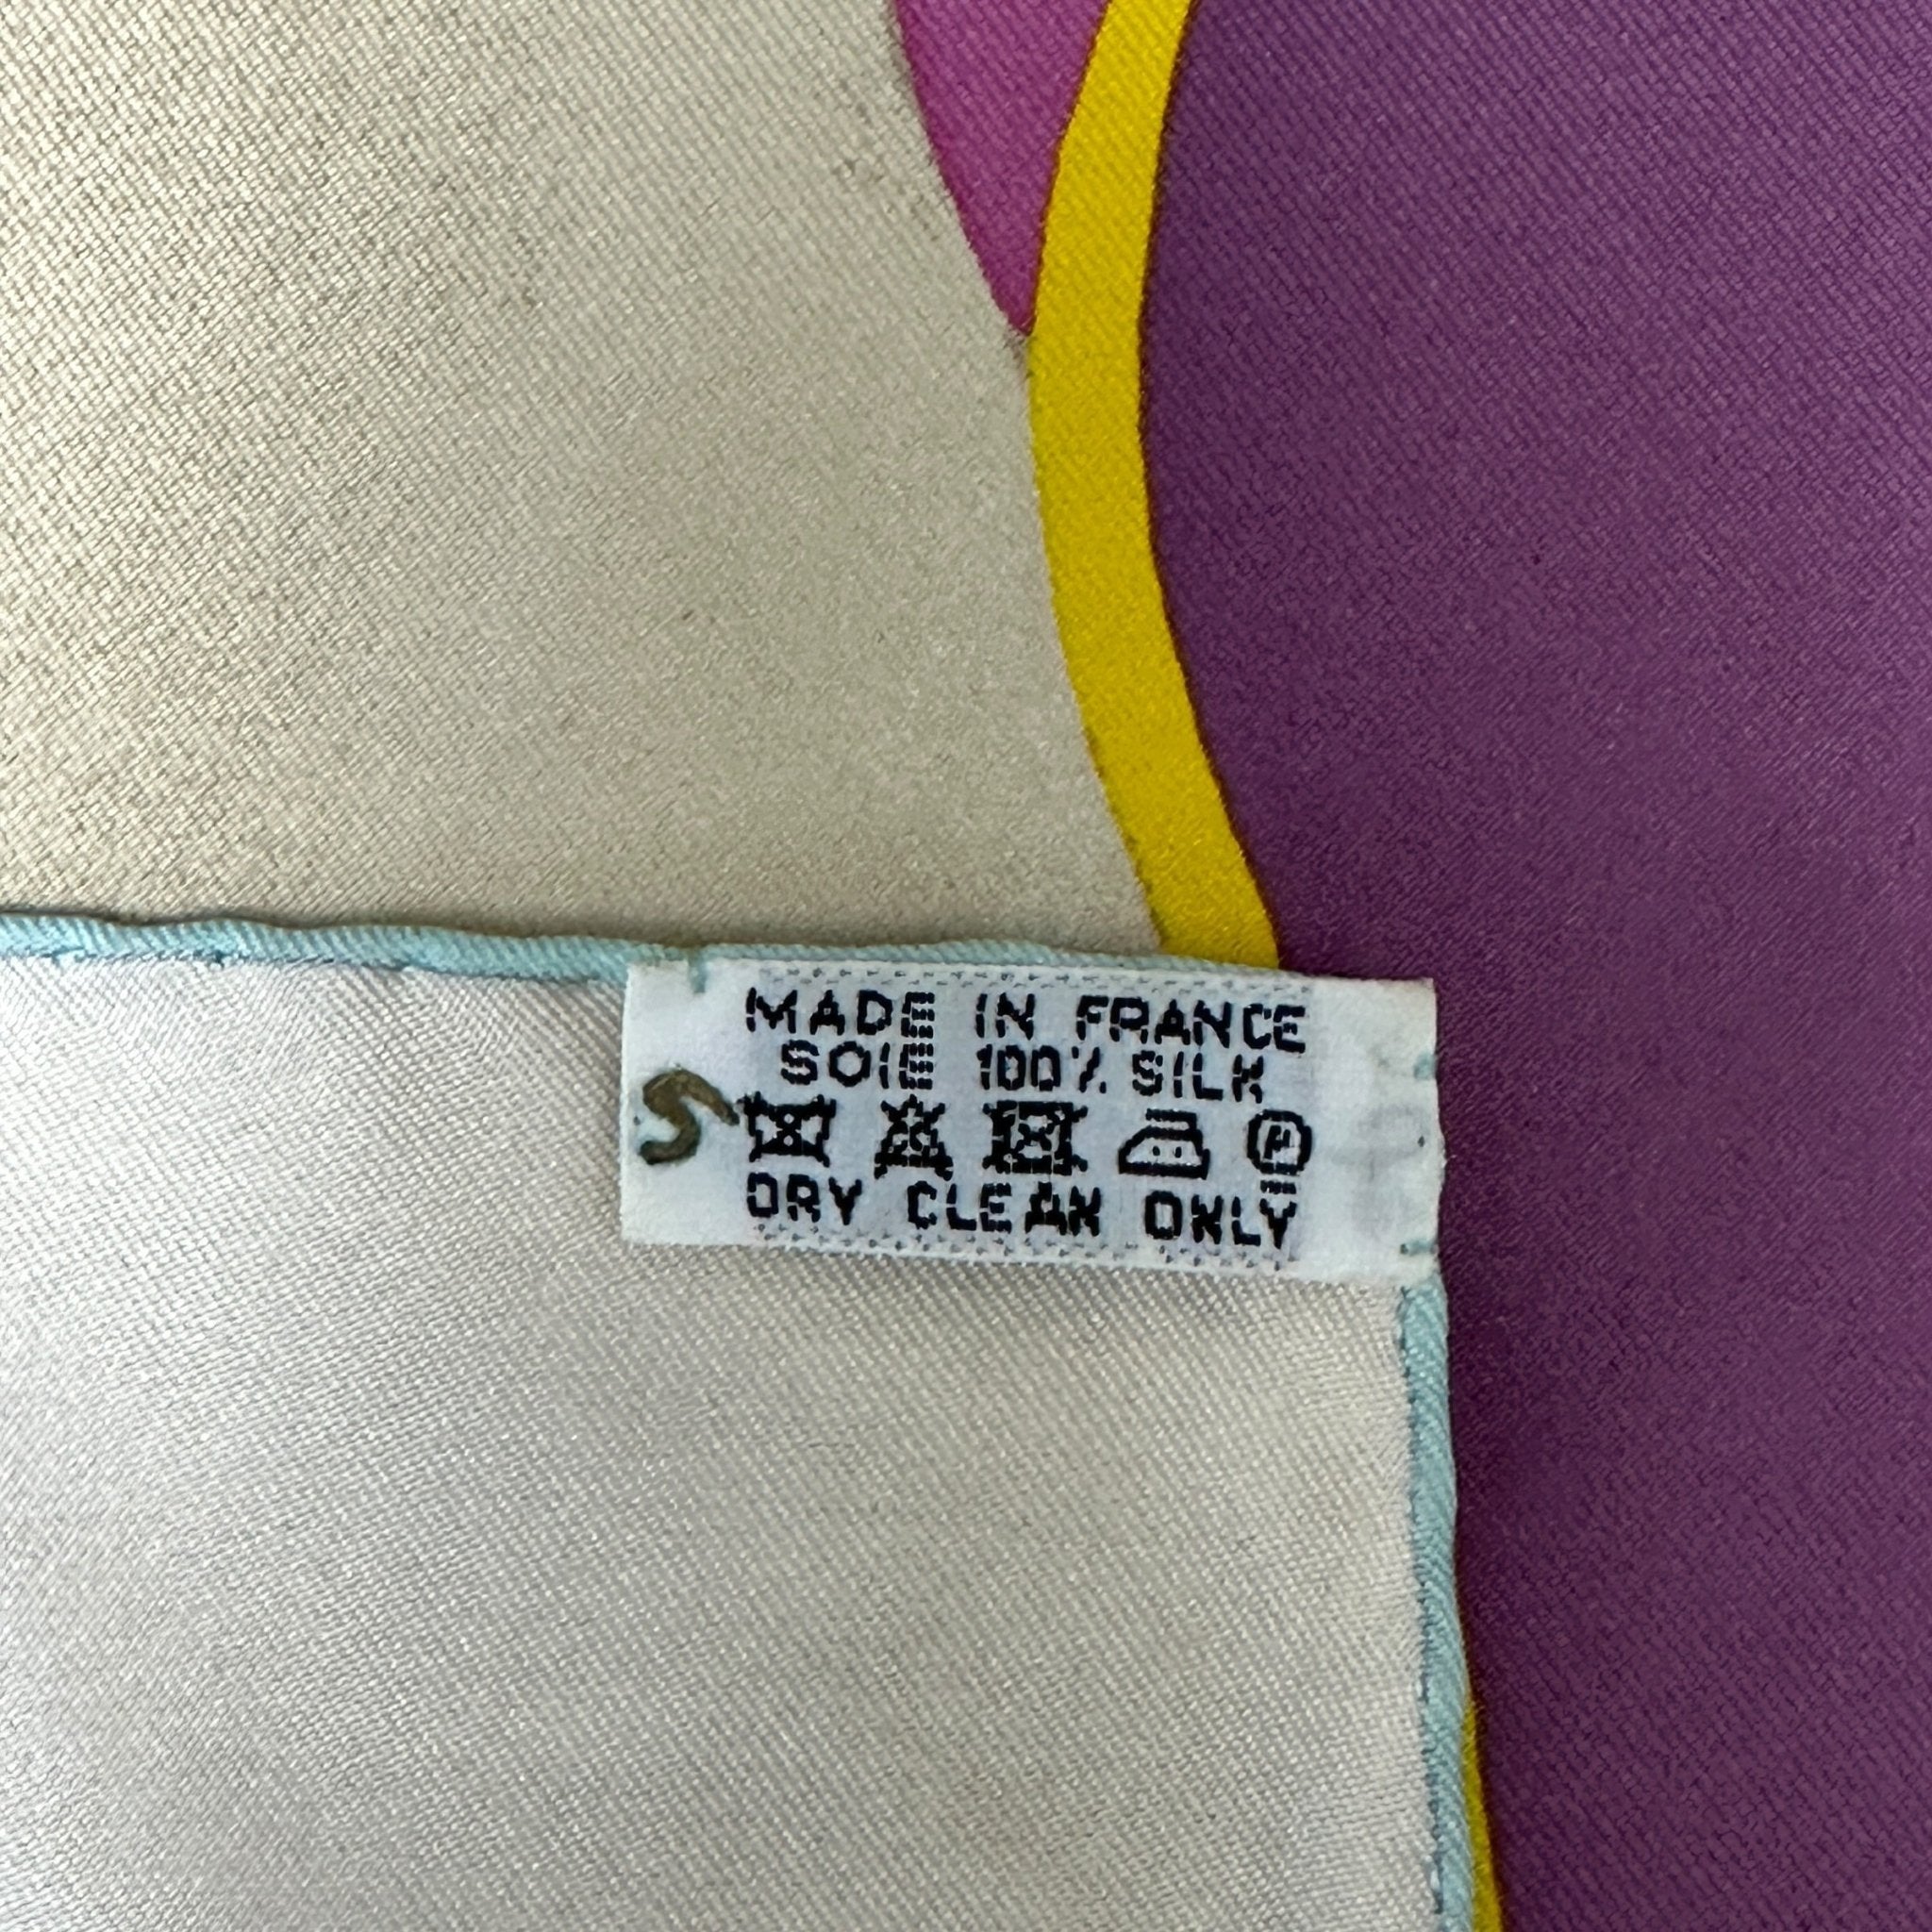 MADE IN FRANCE
SOIE 100% SILK
P
DRY CLEAN ONLY